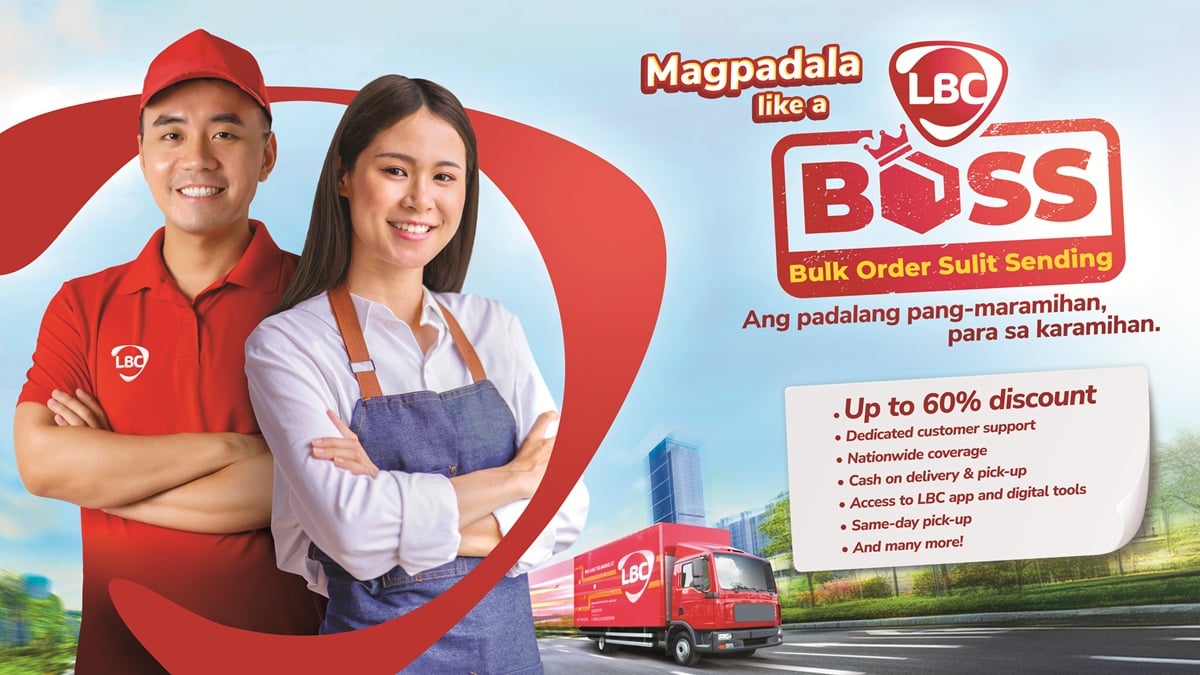 Magpadala
like a
LBC
BOSS
Bulk Order Sulit Sending
Ang padalang pang-maramihan,
para sa karamihan.
• Up to 60% discount
• Dedicated customer support
• Nationwide coverage
• Cash on delivery & pick-up
• Access to LBC app and digital tools
• Same-day pick-up
• And many more!
LBC
LBC